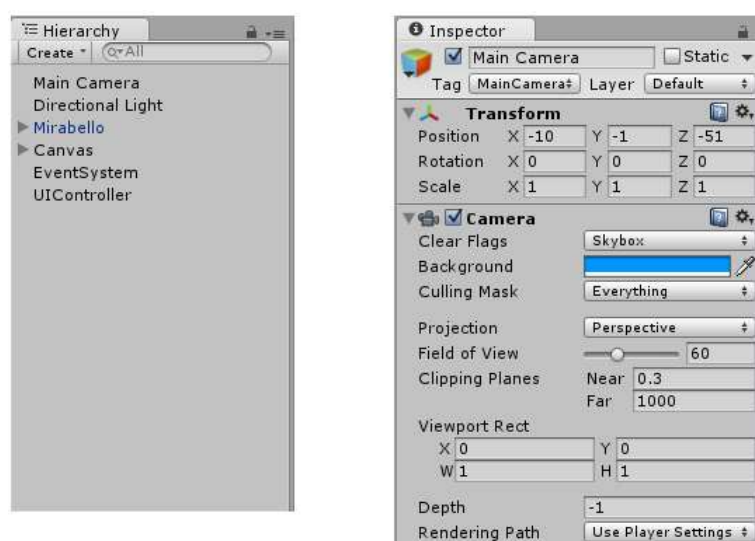 Hierarchy
Create All
Main Camera
Directional Light
Mirabello
Canvas
EventSystem
UIController
Inspector
Main Camera Static
Tag MainCamera Layer Default
Transform
Position X -10 Y -1 Z -51
Rotation X 0 Y 0 Z 0
Scale X 1 Y 1 Z 1
Camera
Clear Flags Skybox
Background
Culling Mask Everything
Projection Perspective
Field of View 60
Clipping Planes Near 0.3
Far 1000
Viewport Rect
X 0 Y 0
W 1 H 1
Depth -1
Rendering Path Use Player Settings